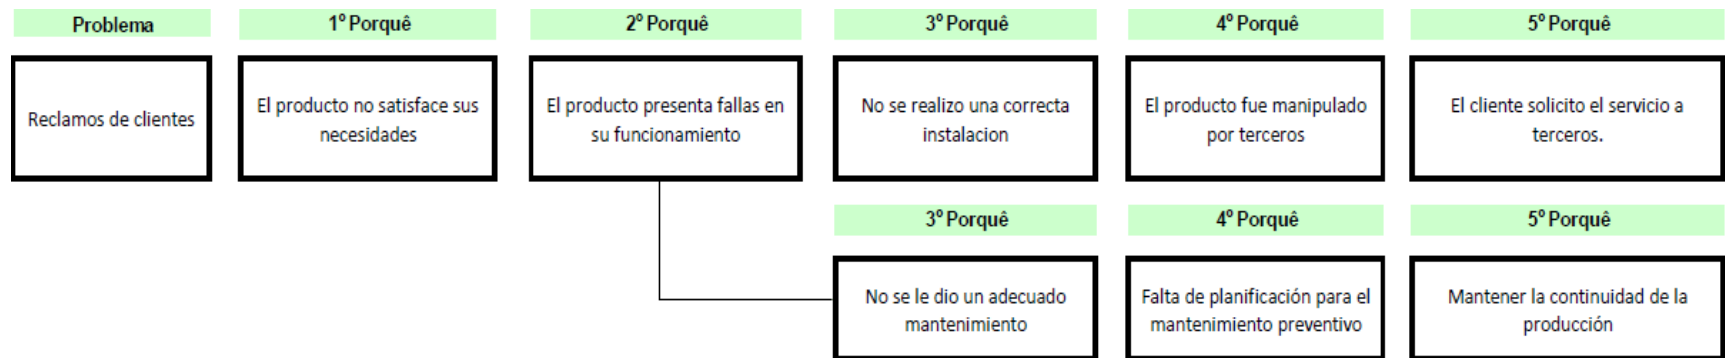 Problema
1º Porquê
2º Porquê
3º Porquê
4º Porquê
5º Porquê
Reclamos de clientes
El producto no satisface sus
necesidades
El producto presenta fallas en
su funcionamiento
No se realizo una correcta
instalacion
El producto fue manipulado
por terceros
El cliente solicito el servicio a
terceros.
3º Porquê
4º Porquê
5º Porquê
No se le dio un adecuado
mantenimiento
Falta de planificación para el
mantenimiento preventivo
Mantener la continuidad de la
producción